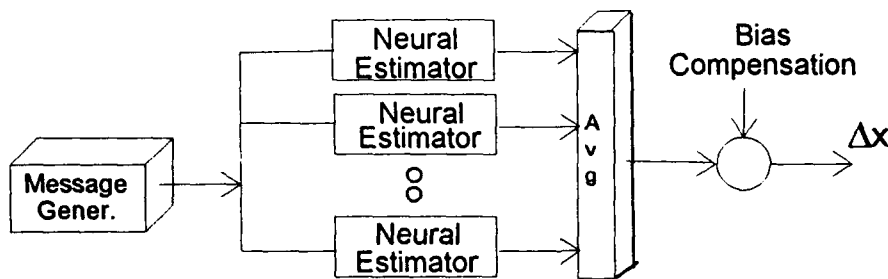 Neural
Estimator
Bias
Compensation
Neural
Estimator
A
v
g
Δx
Message
Gener.
Neural
Estimator